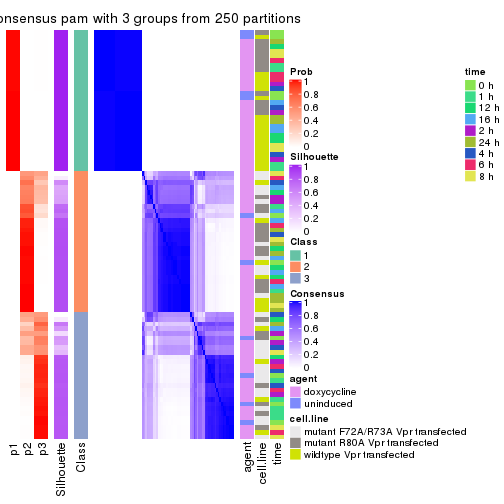 onsensus pam with 3 groups from 250 partitions
Prob
1
0.8
0.6
0.4
0.2
0
Silhouette
1
0.8
0.6
0.4
0.2
0
Class
1
2
3
Consensus
1
0.8
0.6
0.4
0.2
0
agent
doxycycline
uninduced
cell.line
mutant F72A/R73A Vpr transfected
mutant R80A Vpr transfected
wildtype Vpr transfected
time
0 h
1 h
12 h
16 h
2 h
24 h
4 h
6 h
8 h
p1
p2
p3
Silhouette
Class
agent
cell.line
time